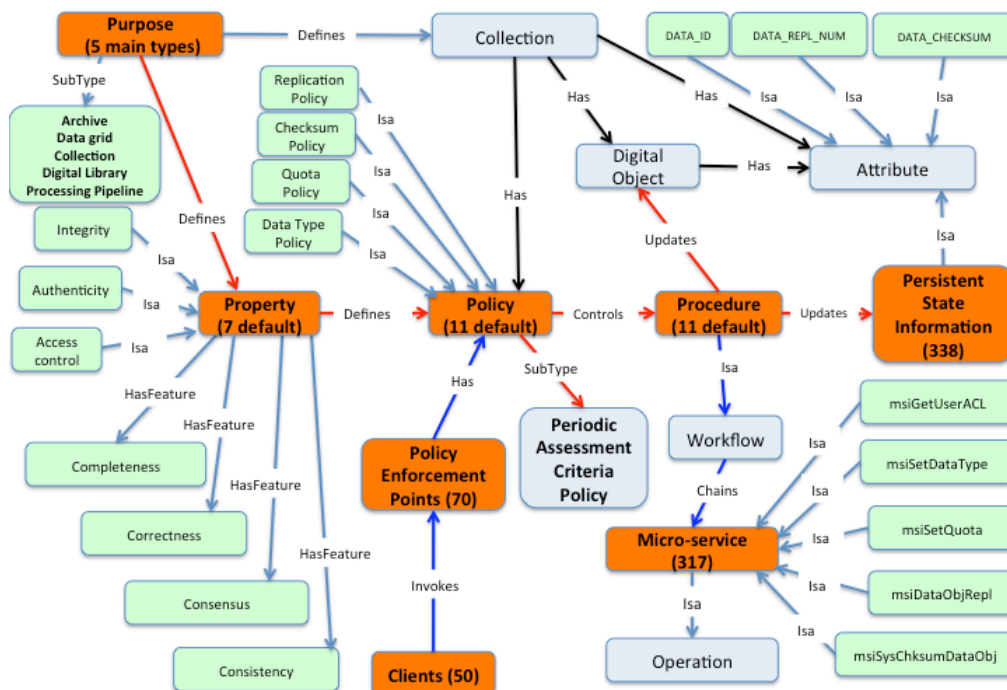 Purpose
(5 main types)
Defines
Collection
DATA_ID
DATA_REPL_NUM
DATA_CHECKSUM
SubType
Archive
Data grid
Collection
Digital Library
Processing Pipeline
Replication
Policy
Checksum
Policy
Quota
Policy
Data Type
Policy
Isa
Isa
Isa
Isa
Has
Has
Has
Isa
Isa
Isa
Digital
Object
Has
Attribute
Integrity
Authenticity
Access
control
Isa
Isa
Isa
Defines
Updates
Isa
Property
(7 default)
Defines
Policy
(11 default)
Controls
Procedure
(11 default)
Updates
Persistent
State
Information
(338)
HasFeature
HasFeature
HasFeature
HasFeature
Has
SubType
Isa
Completeness
Correctness
Consensus
Consistency
Policy
Enforcement
Points (70)
Periodic
Assessment
Criteria
Policy
Workflow
Chains
Micro-service
(317)
Isa
Operation
Invokes
Clients (50)
Isa
msiGetUserACL
Isa
msiSetDataType
Isa
msiSetQuota
Isa
msiDataObjRepl
Isa
msiSysChksumDataObj